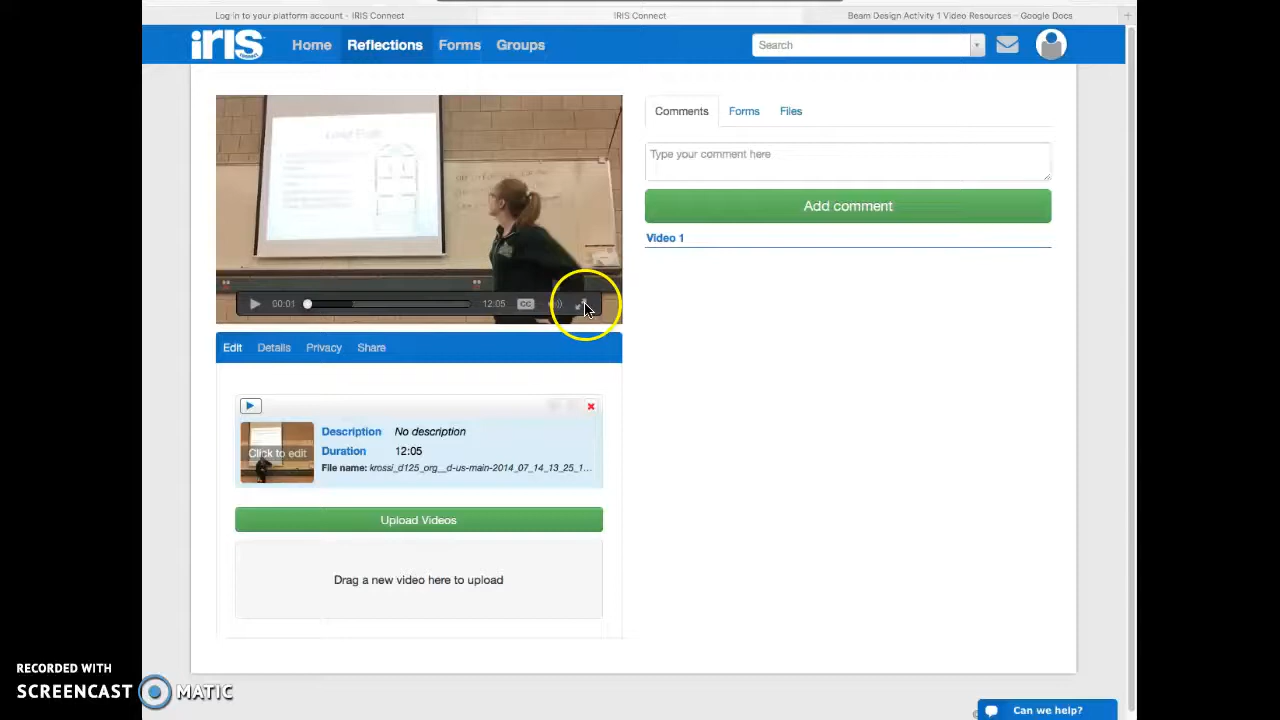 Log in to your platform account - IRIS Connect
IRIS Connect
Beam Design Activity 1 Video Resources - Google Docs
iRIS
Home
Reflections
Forms
Groups
Search
Comments
Forms
Files
Type your comment here
Add comment
Video 1
00:01
12:05
CC
Edit
Details
Privacy
Share
Click to edit
Description No description
Duration 12:05
File name: krossi_d125_org__d-us-main-2014_07_14_13_25_1...
Upload Videos
Drag a new video here to upload
RECORDED WITH
SCREENCAST MATIC
Can we help?